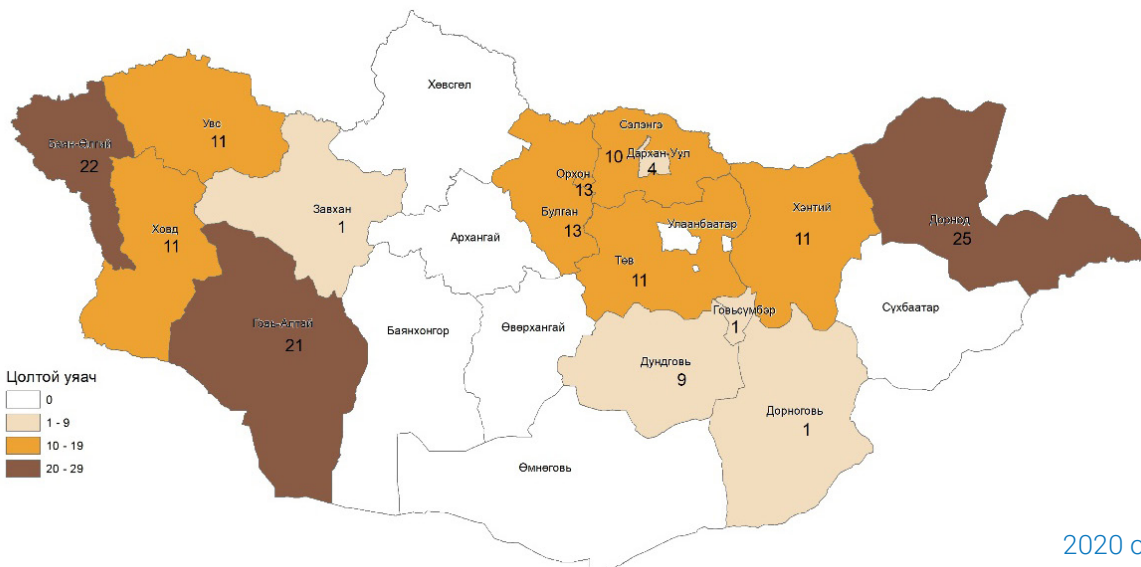 Хөвсгөл
Баян-Өлгий
22
Увс
11
Сэлэнгэ
10
Дархан-Уул
4
Орхон
13
Булган
13
Завхан
1
Ховд
11
Архангай
Улаанбаатар
Төв
11
Хэнтий
11
Дорнод
25
Говь-Алтай
21
Баянхонгор
Өвөрхангай
Говьсүмбэр
1
Сүхбаатар
Дундговь
9
Дорноговь
1
Өмнөговь
Цолтой уяач
0
1 - 9
10 - 19
20 - 29
2020 о